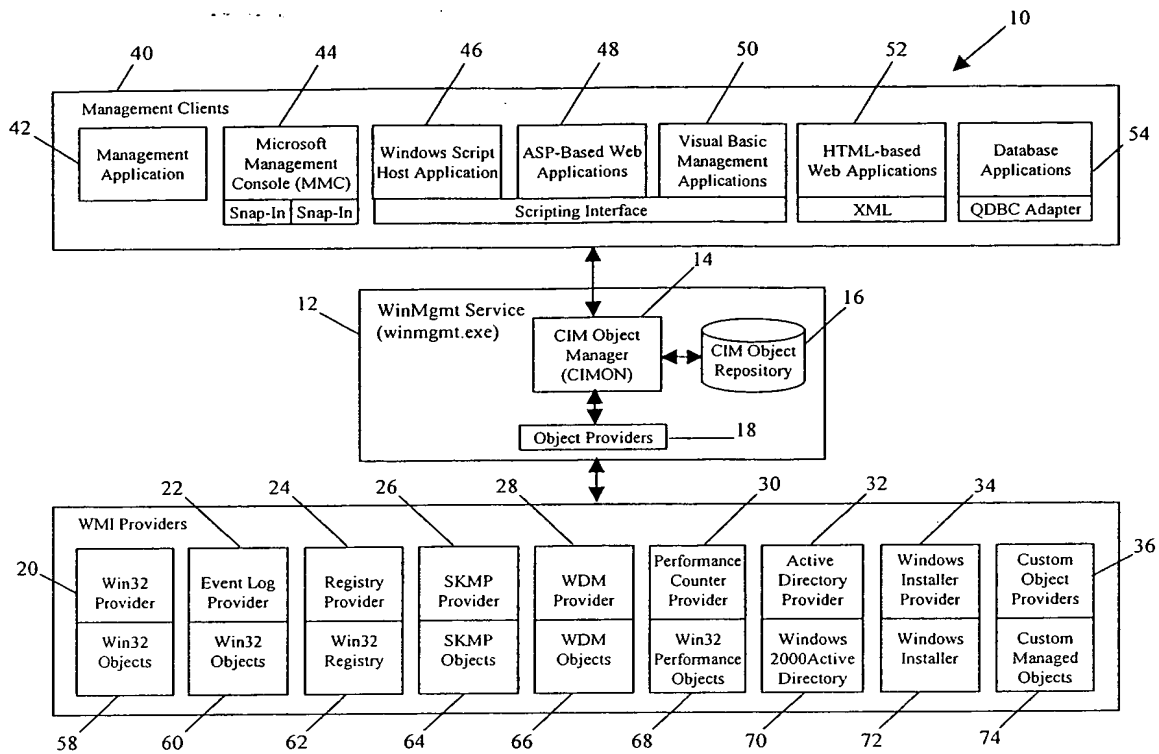 10
40
44
46
48
50
52
Management Clients
42
Management
Application
Microsoft
Management
Console (MMC)
Snap-In
Snap-In
Windows Script
Host Application
ASP-Based Web
Applications
Visual Basic
Management
Applications
Scripting Interface
HTML-based
Web Applications
XML
Database
Applications
QDBC Adapter
54
14
12
WinMgmt Service
(winmgmt.exe)
16
CIM Object
Manager
(CIMON)
CIM Object
Repository
Object Providers
18
22
24
26
28
30
32
34
WMI Providers
20
36
Win32
Provider
Win32
Objects
Event Log
Provider
Win32
Objects
Registry
Provider
Win32
Registry
SKMP
Provider
SKMP
Objects
WDM
Provider
WDM
Objects
Performance
Counter
Provider
Win32
Performance
Objects
Active
Directory
Provider
Windows
2000Active
Directory
Windows
Installer
Provider
Windows
Installer
Custom
Object
Providers
Custom
Managed
Objects
58
60
62
64
66
68
70
72
74